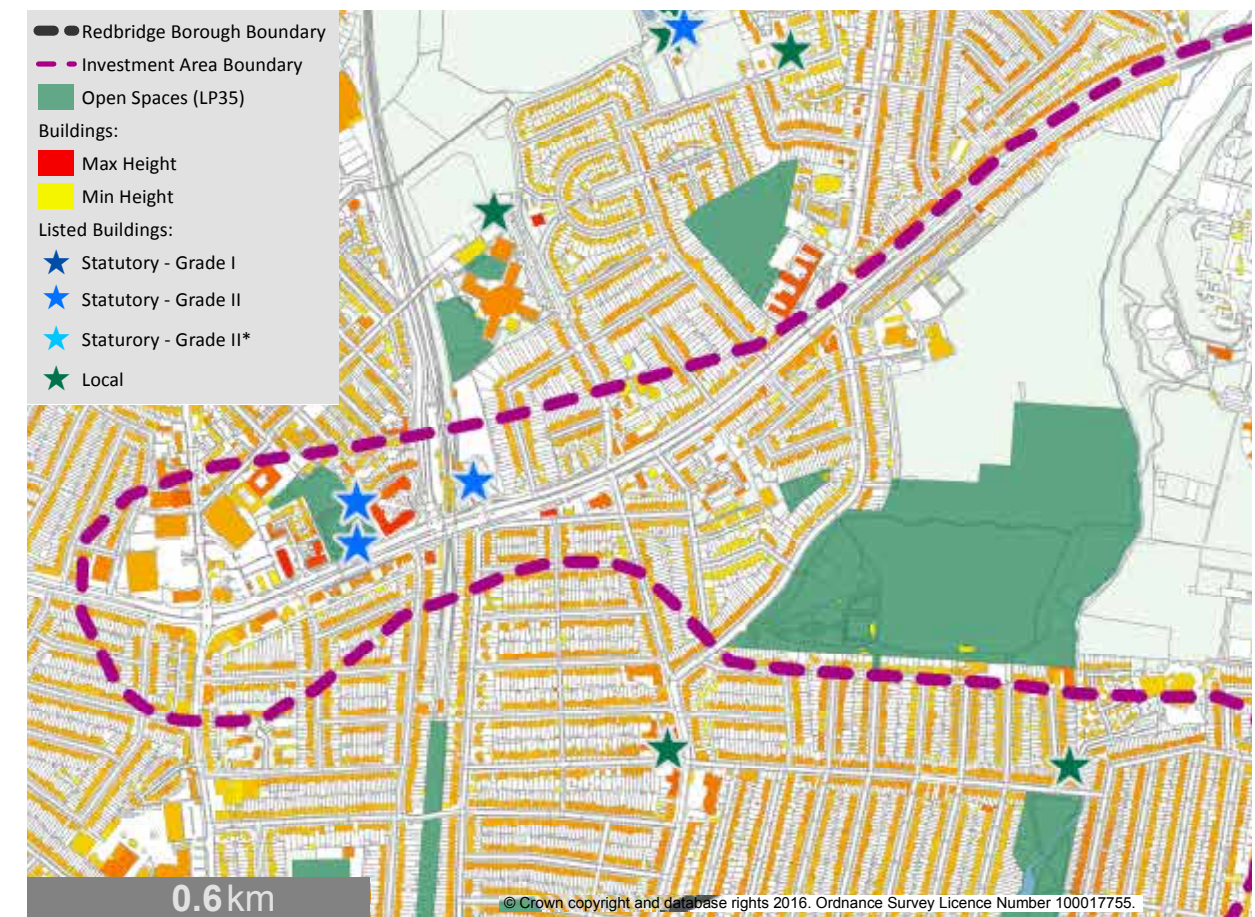 Redbridge Borough Boundary
Investment Area Boundary
Open Spaces (LP35)
Buildings:
Max Height
Min Height
Listed Buildings:
Statutory - Grade I
Statutory - Grade II
Staturory - Grade II*
Local
0.6km
© Crown copyright and database rights 2016. Ordnance Survey Licence Number 100017755.